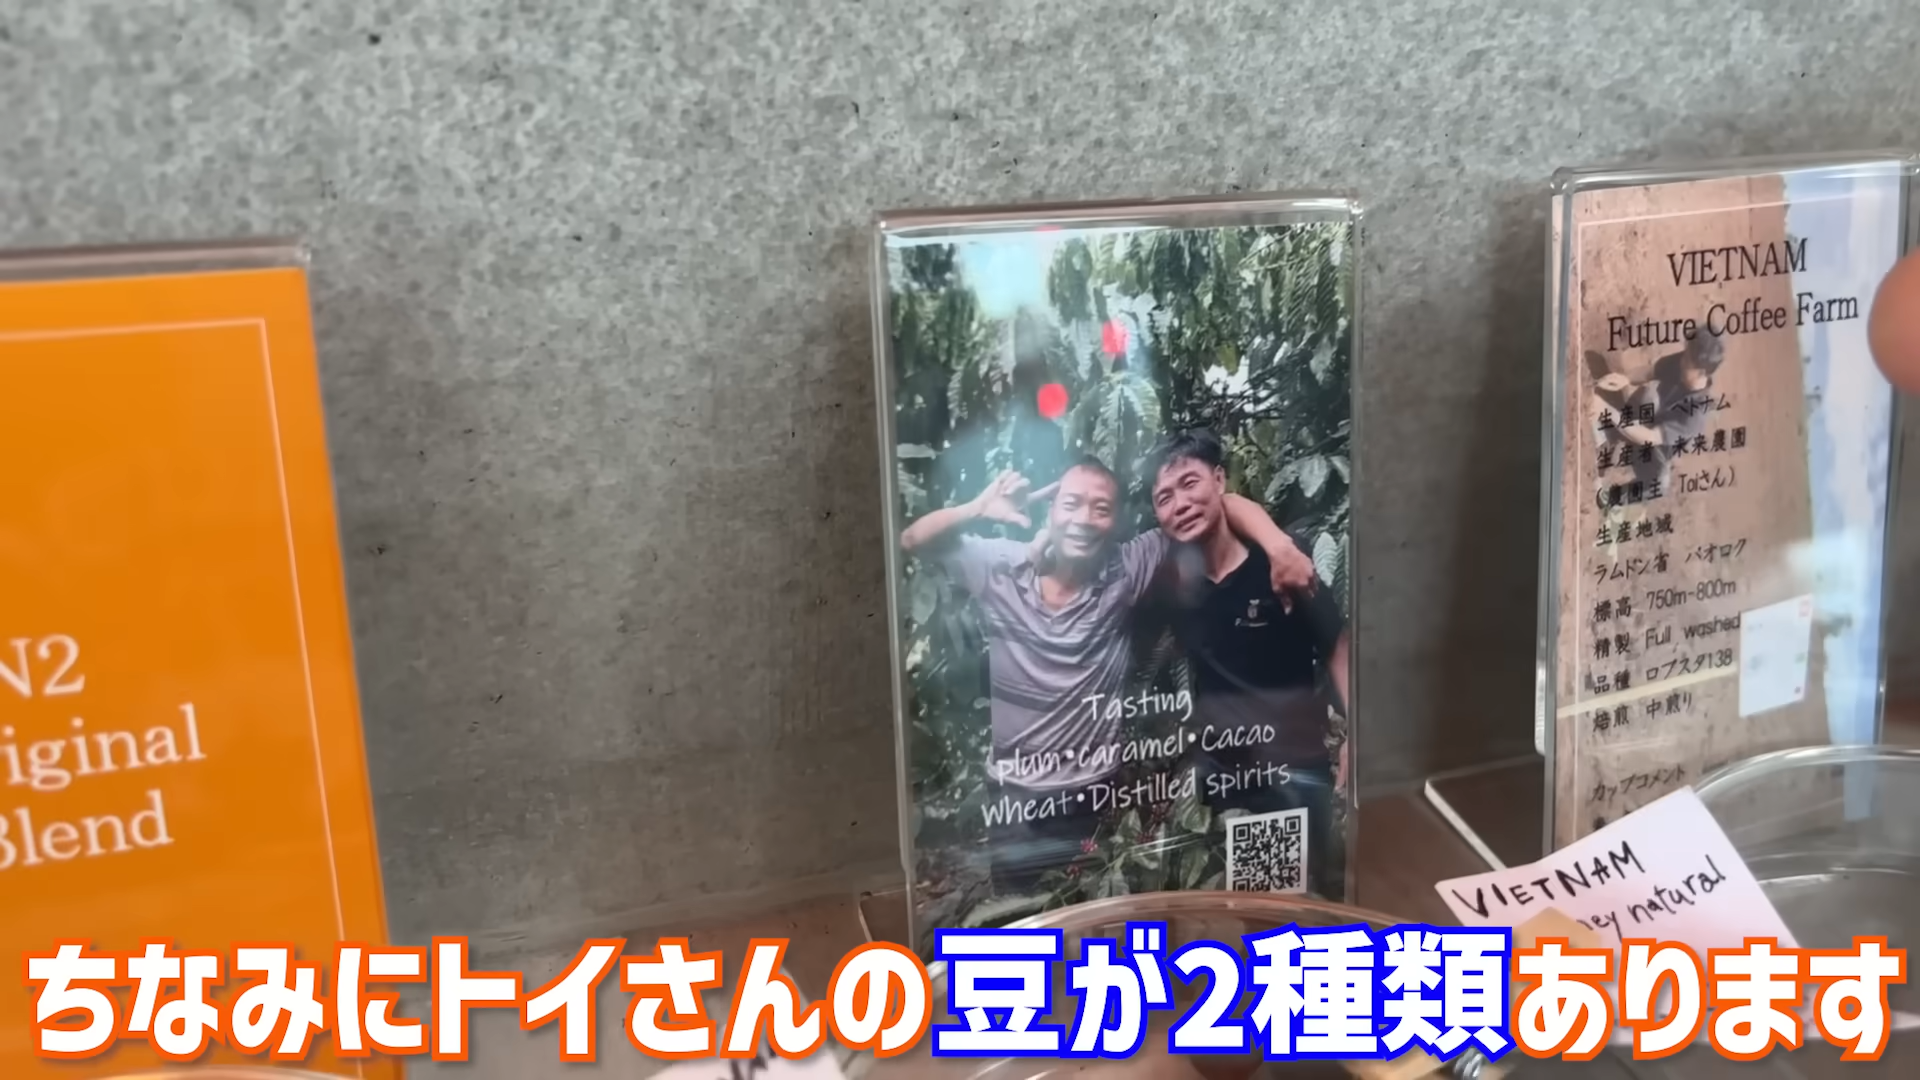 N2
Original
Blend
Tasting
plum・caramel・Cacao
wheat・Distilled spirits
VIETNAM
Future Coffee Farm
生産国 ベトナム
生産者 未来農園
(農園主 Toiさん)
生産地域
ラムドン省 バオロク
標高 750m-800m
精製 Full washed
品種 ロブスタ138
焙煎 中煎り
カップコメント
VIETNAM
natural
ちなみにトイさんの豆が2種類あります